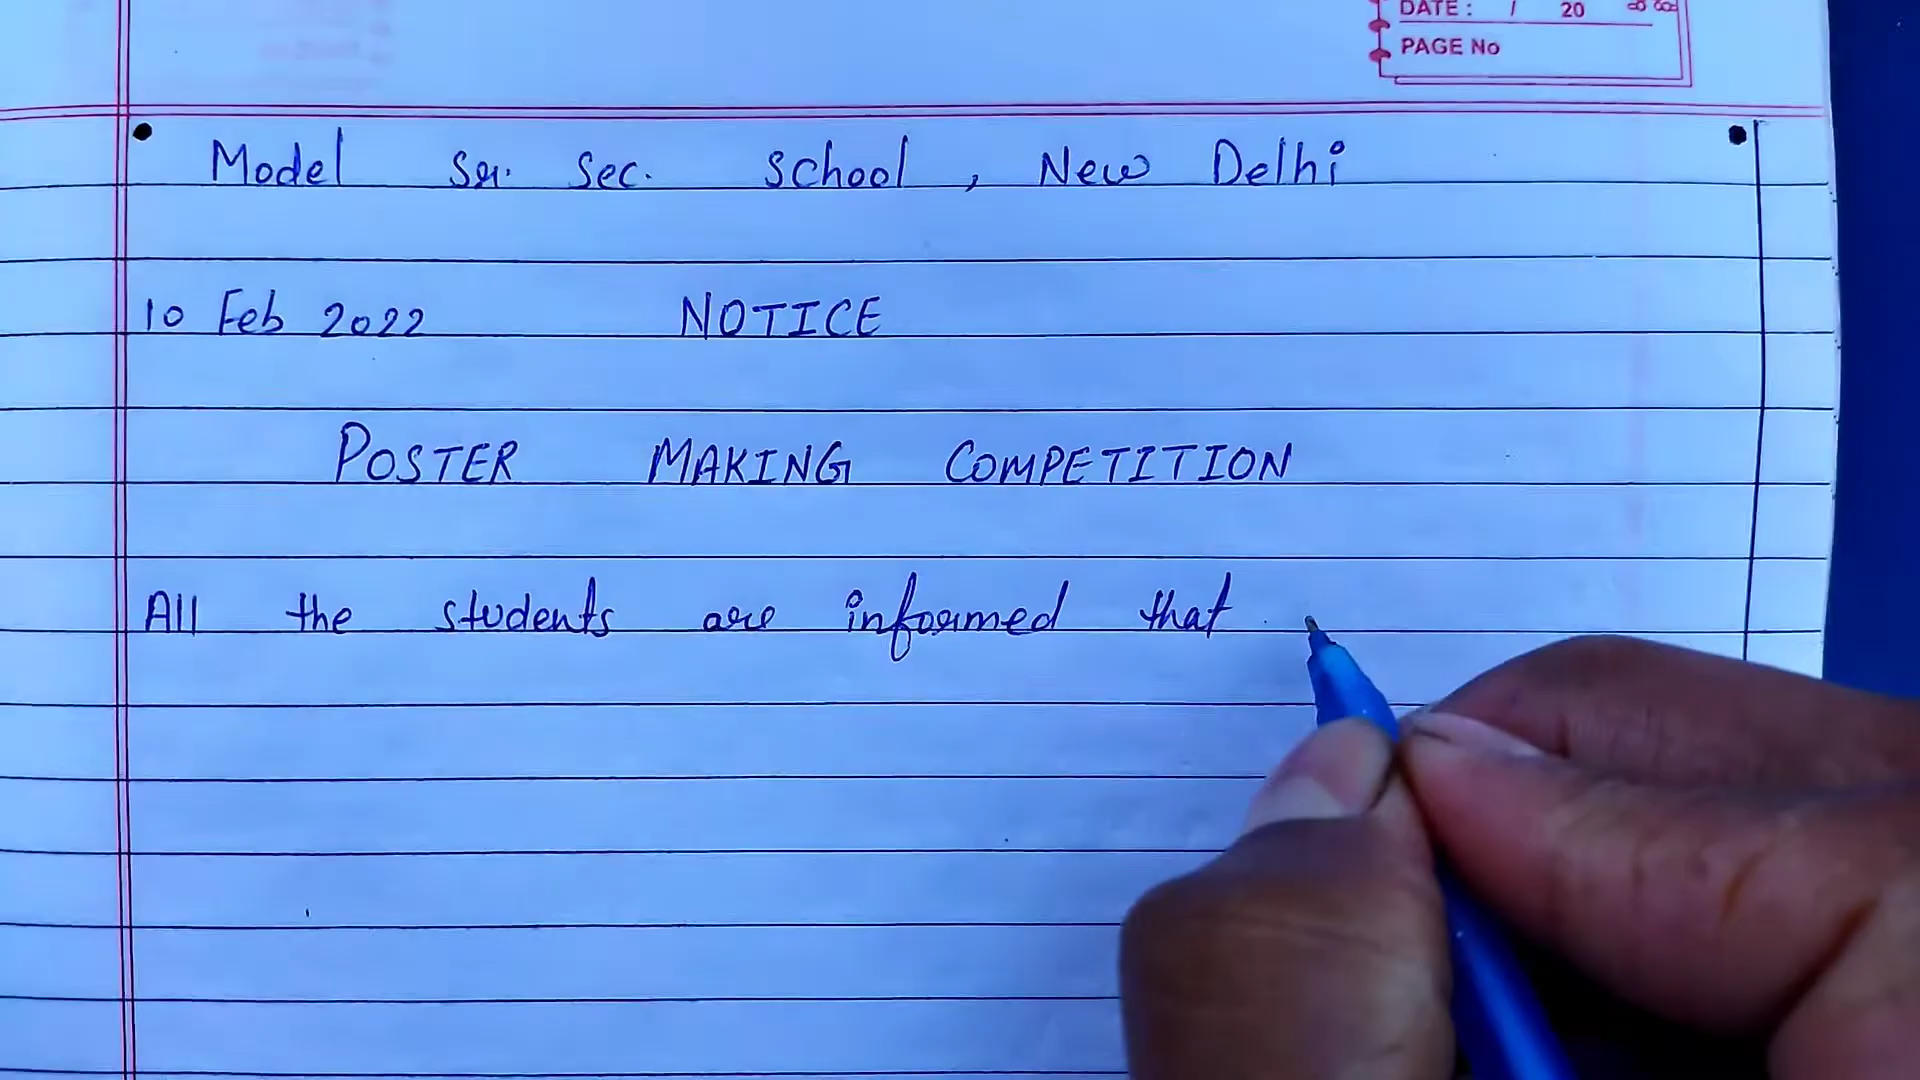 DATE : / 20
PAGE No
Model Sr. Sec. School, New Delhi
10 Feb 2022 NOTICE
POSTER MAKING COMPETITION
All the students are informed that